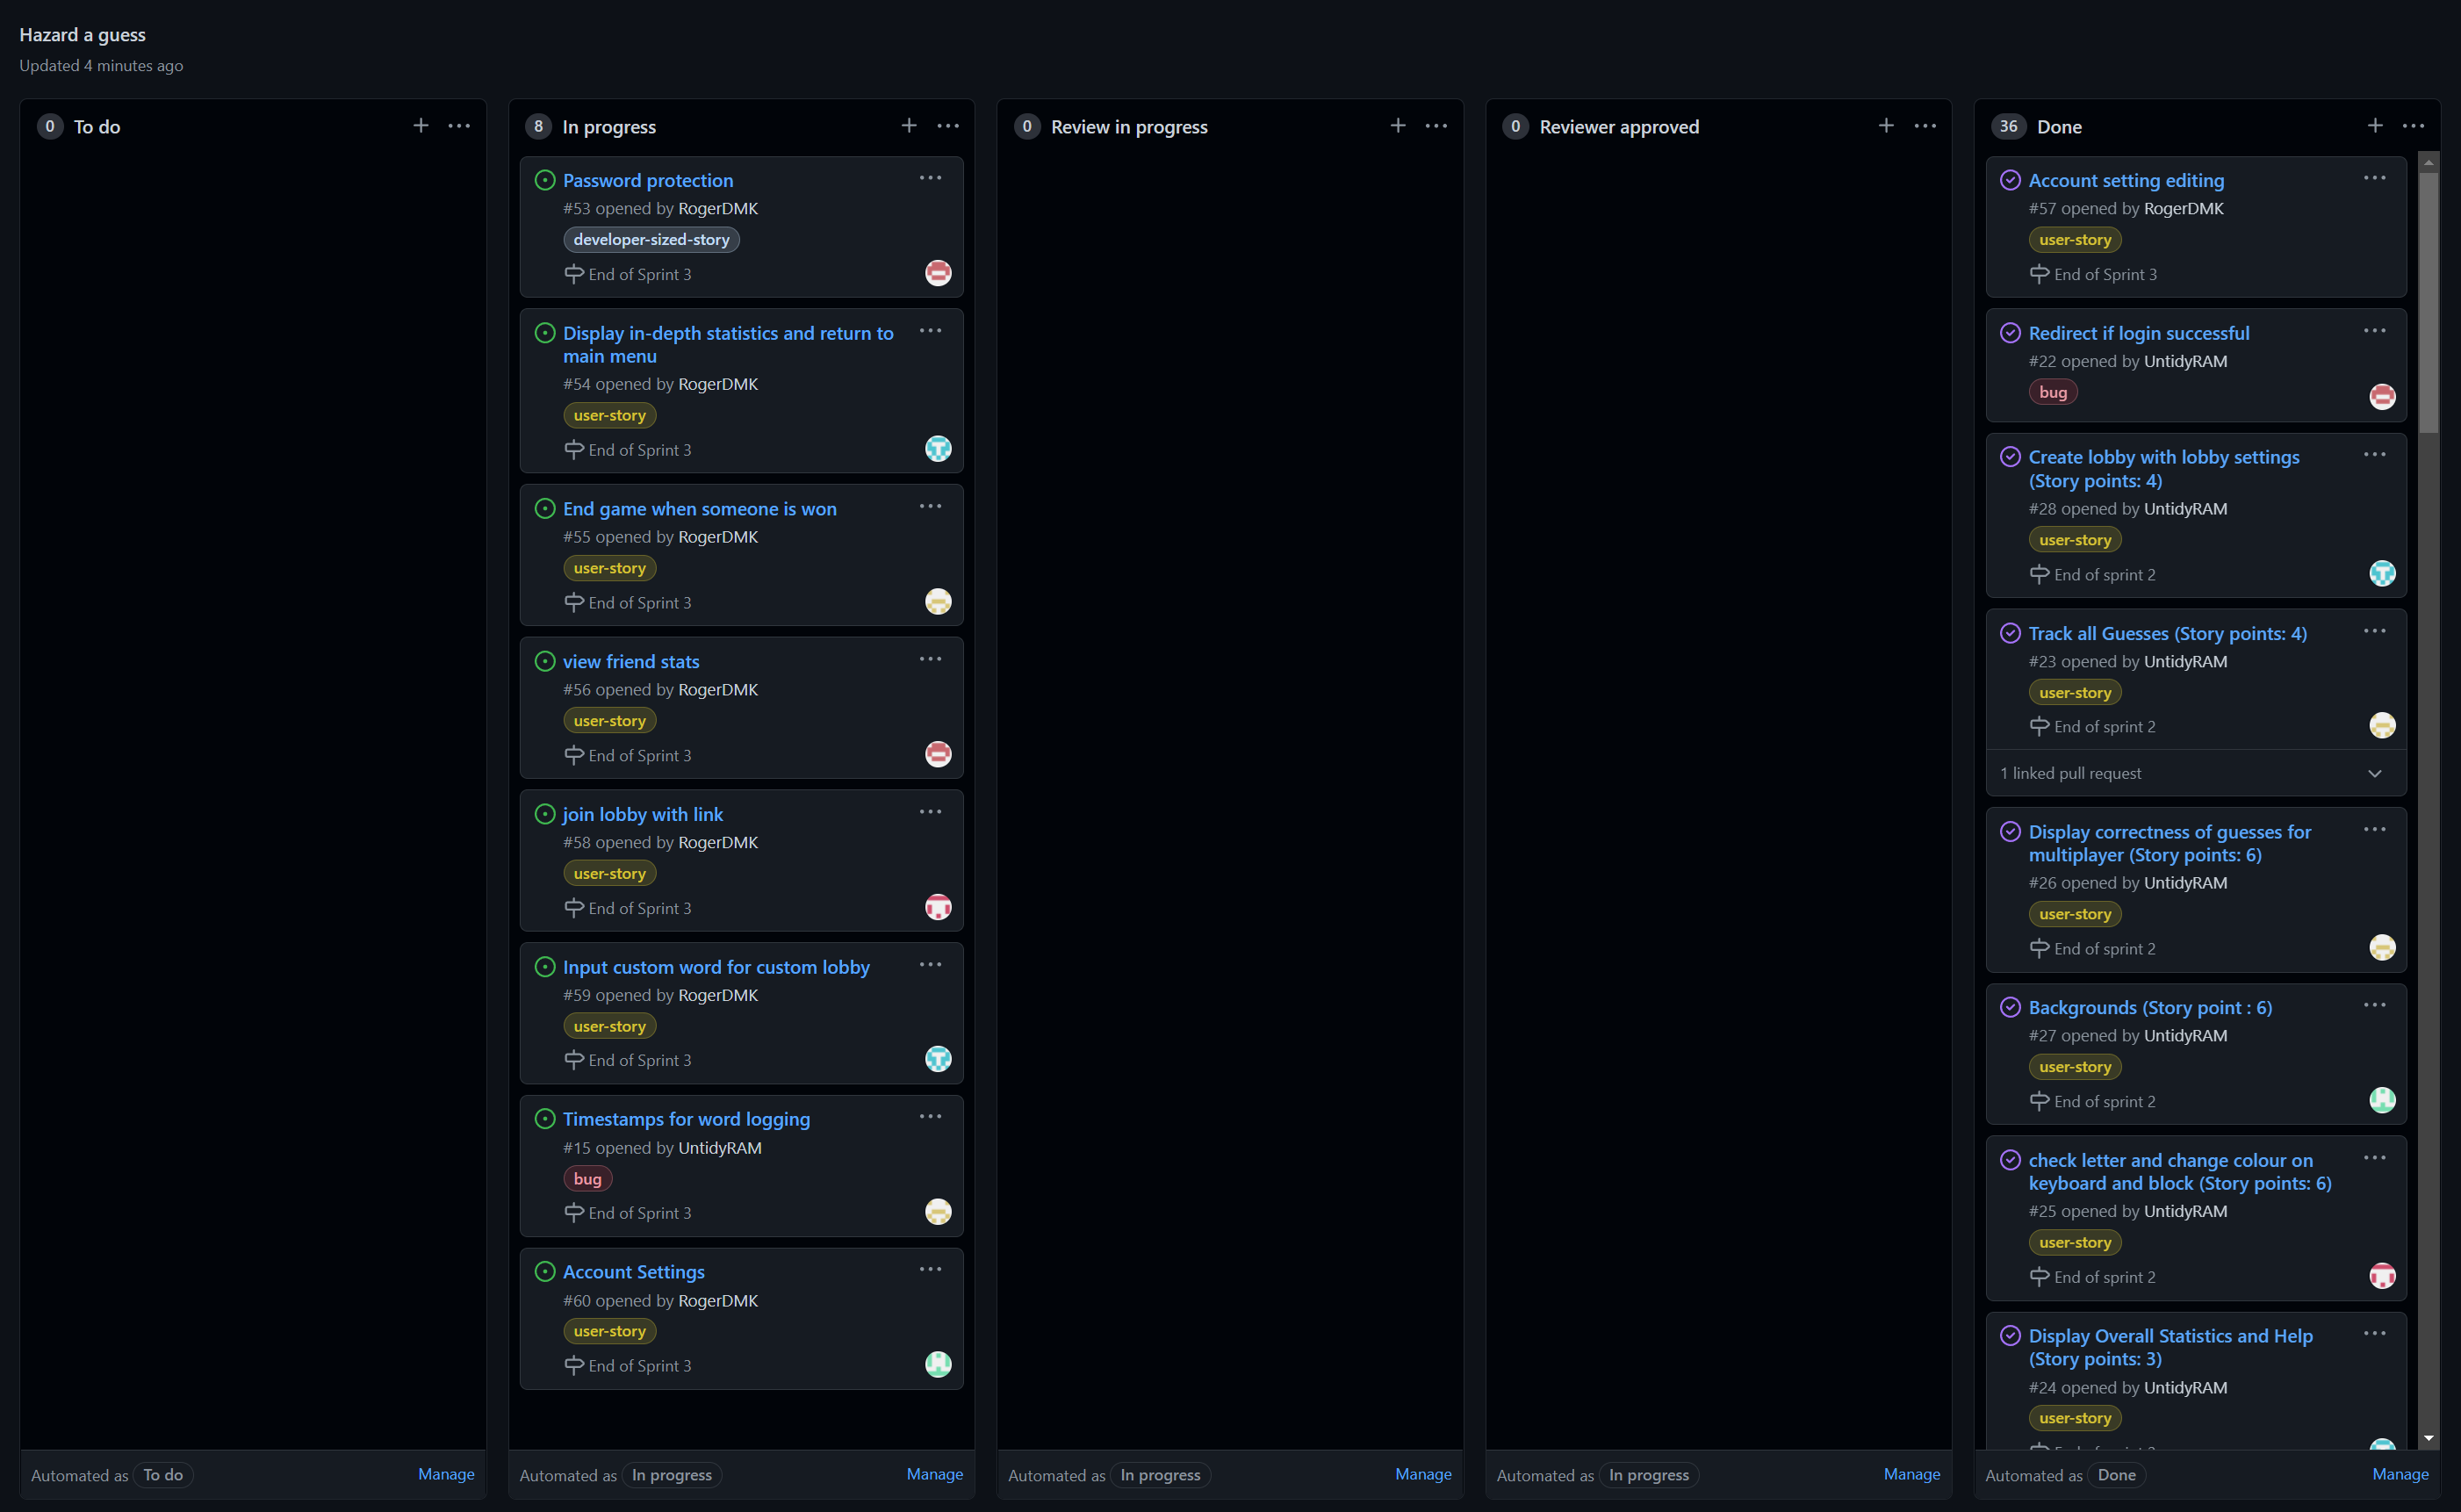 Hazard a guess
Updated 4 minutes ago
0 To do
Automated as To do
Manage
8 In progress
Password protection
#53 opened by RogerDMK
developer-sized-story
End of Sprint 3
Display in-depth statistics and return to
main menu
#54 opened by RogerDMK
user-story
End of Sprint 3
End game when someone is won
#55 opened by RogerDMK
user-story
End of Sprint 3
view friend stats
#56 opened by RogerDMK
user-story
End of Sprint 3
join lobby with link
#58 opened by RogerDMK
user-story
End of Sprint 3
Input custom word for custom lobby
#59 opened by RogerDMK
user-story
End of Sprint 3
Timestamps for word logging
#15 opened by UntidyRAM
bug
End of Sprint 3
Account Settings
#60 opened by RogerDMK
user-story
End of Sprint 3
Automated as In progress
Manage
0 Review in progress
Automated as In progress
Manage
0 Reviewer approved
Automated as In progress
Manage
36 Done
Account setting editing
#57 opened by RogerDMK
user-story
End of Sprint 3
Redirect if login successful
#22 opened by UntidyRAM
bug
Create lobby with lobby settings
(Story points: 4)
#28 opened by UntidyRAM
user-story
End of sprint 2
Track all Guesses (Story points: 4)
#23 opened by UntidyRAM
user-story
End of sprint 2
1 linked pull request
Display correctness of guesses for
multiplayer (Story points: 6)
#26 opened by UntidyRAM
user-story
End of sprint 2
Backgrounds (Story point : 6)
#27 opened by UntidyRAM
user-story
End of sprint 2
check letter and change colour on
keyboard and block (Story points: 6)
#25 opened by UntidyRAM
user-story
End of sprint 2
Display Overall Statistics and Help
(Story points: 3)
#24 opened by UntidyRAM
user-story
Automated as Done
Manage